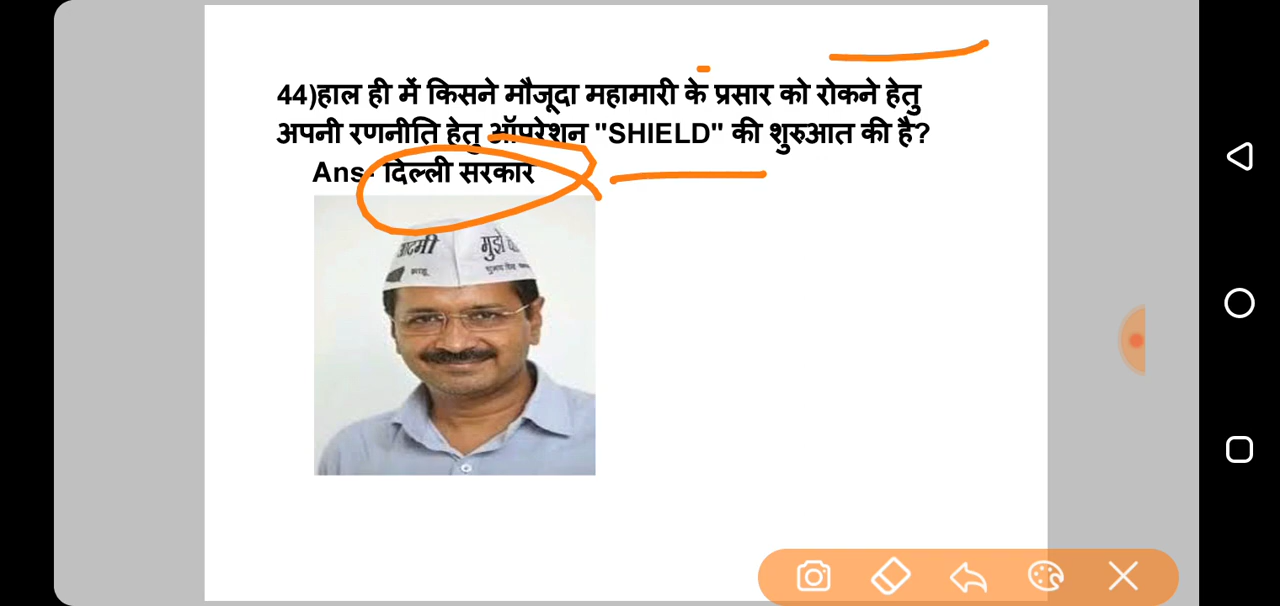 44)हाल ही में किसने मौजूदा महामारी के प्रसार को रोकने हेतु
अपनी रणनीति हेतु ऑपरेशन "SHIELD" की शुरुआत की है?
Ans- दिल्ली सरकार
मुझे